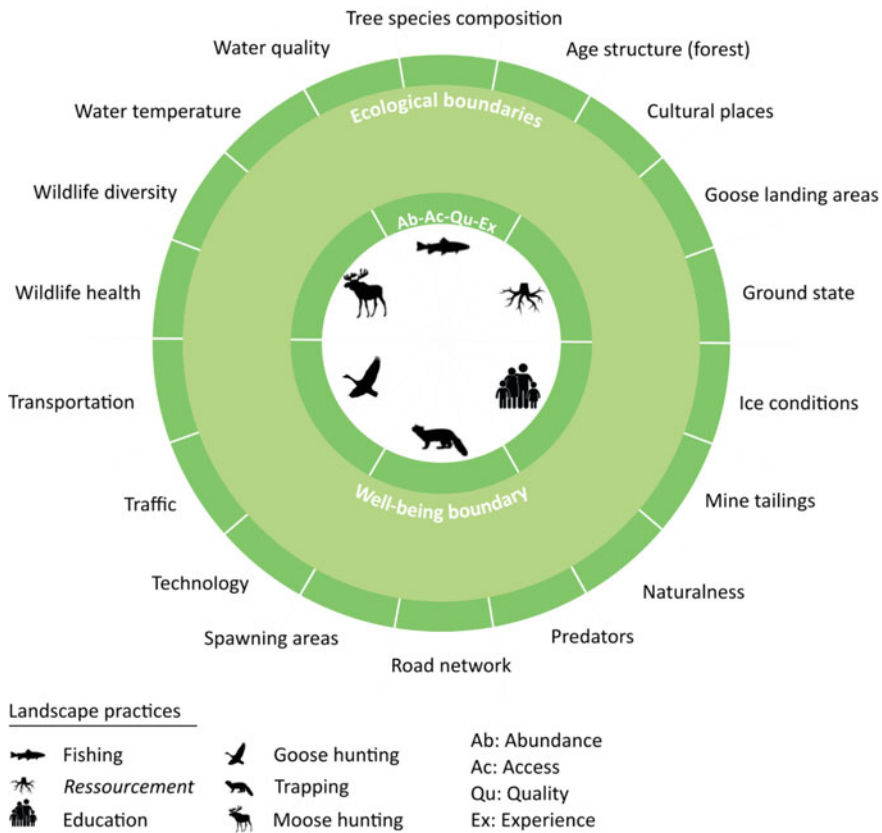 Tree species composition
Water quality
Age structure (forest)
Water temperature
Cultural places
Ecological boundaries
Wildlife diversity
Goose landing areas
Ab-Ac-Qu-Ex
Wildlife health
Ground state
Transportation
Ice conditions
Well-being boundary
Traffic
Mine tailings
Technology
Naturalness
Spawning areas
Predators
Road network
Landscape practices
Fishing
Ressourcement
Education
Goose hunting
Trapping
Moose hunting
Ab: Abundance
Ac: Access
Qu: Quality
Ex: Experience